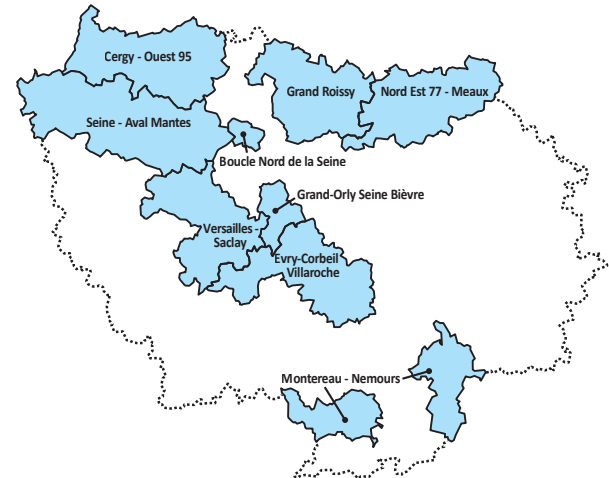 Cergy - Ouest 95
Grand Roissy
Nord Est 77 - Meaux
Seine - Aval Mantes
Boucle Nord de la Seine
Grand-Orly Seine Bièvre
Versailles -
Saclay
Evry-Corbeil
Villaroche
Montereau - Nemours